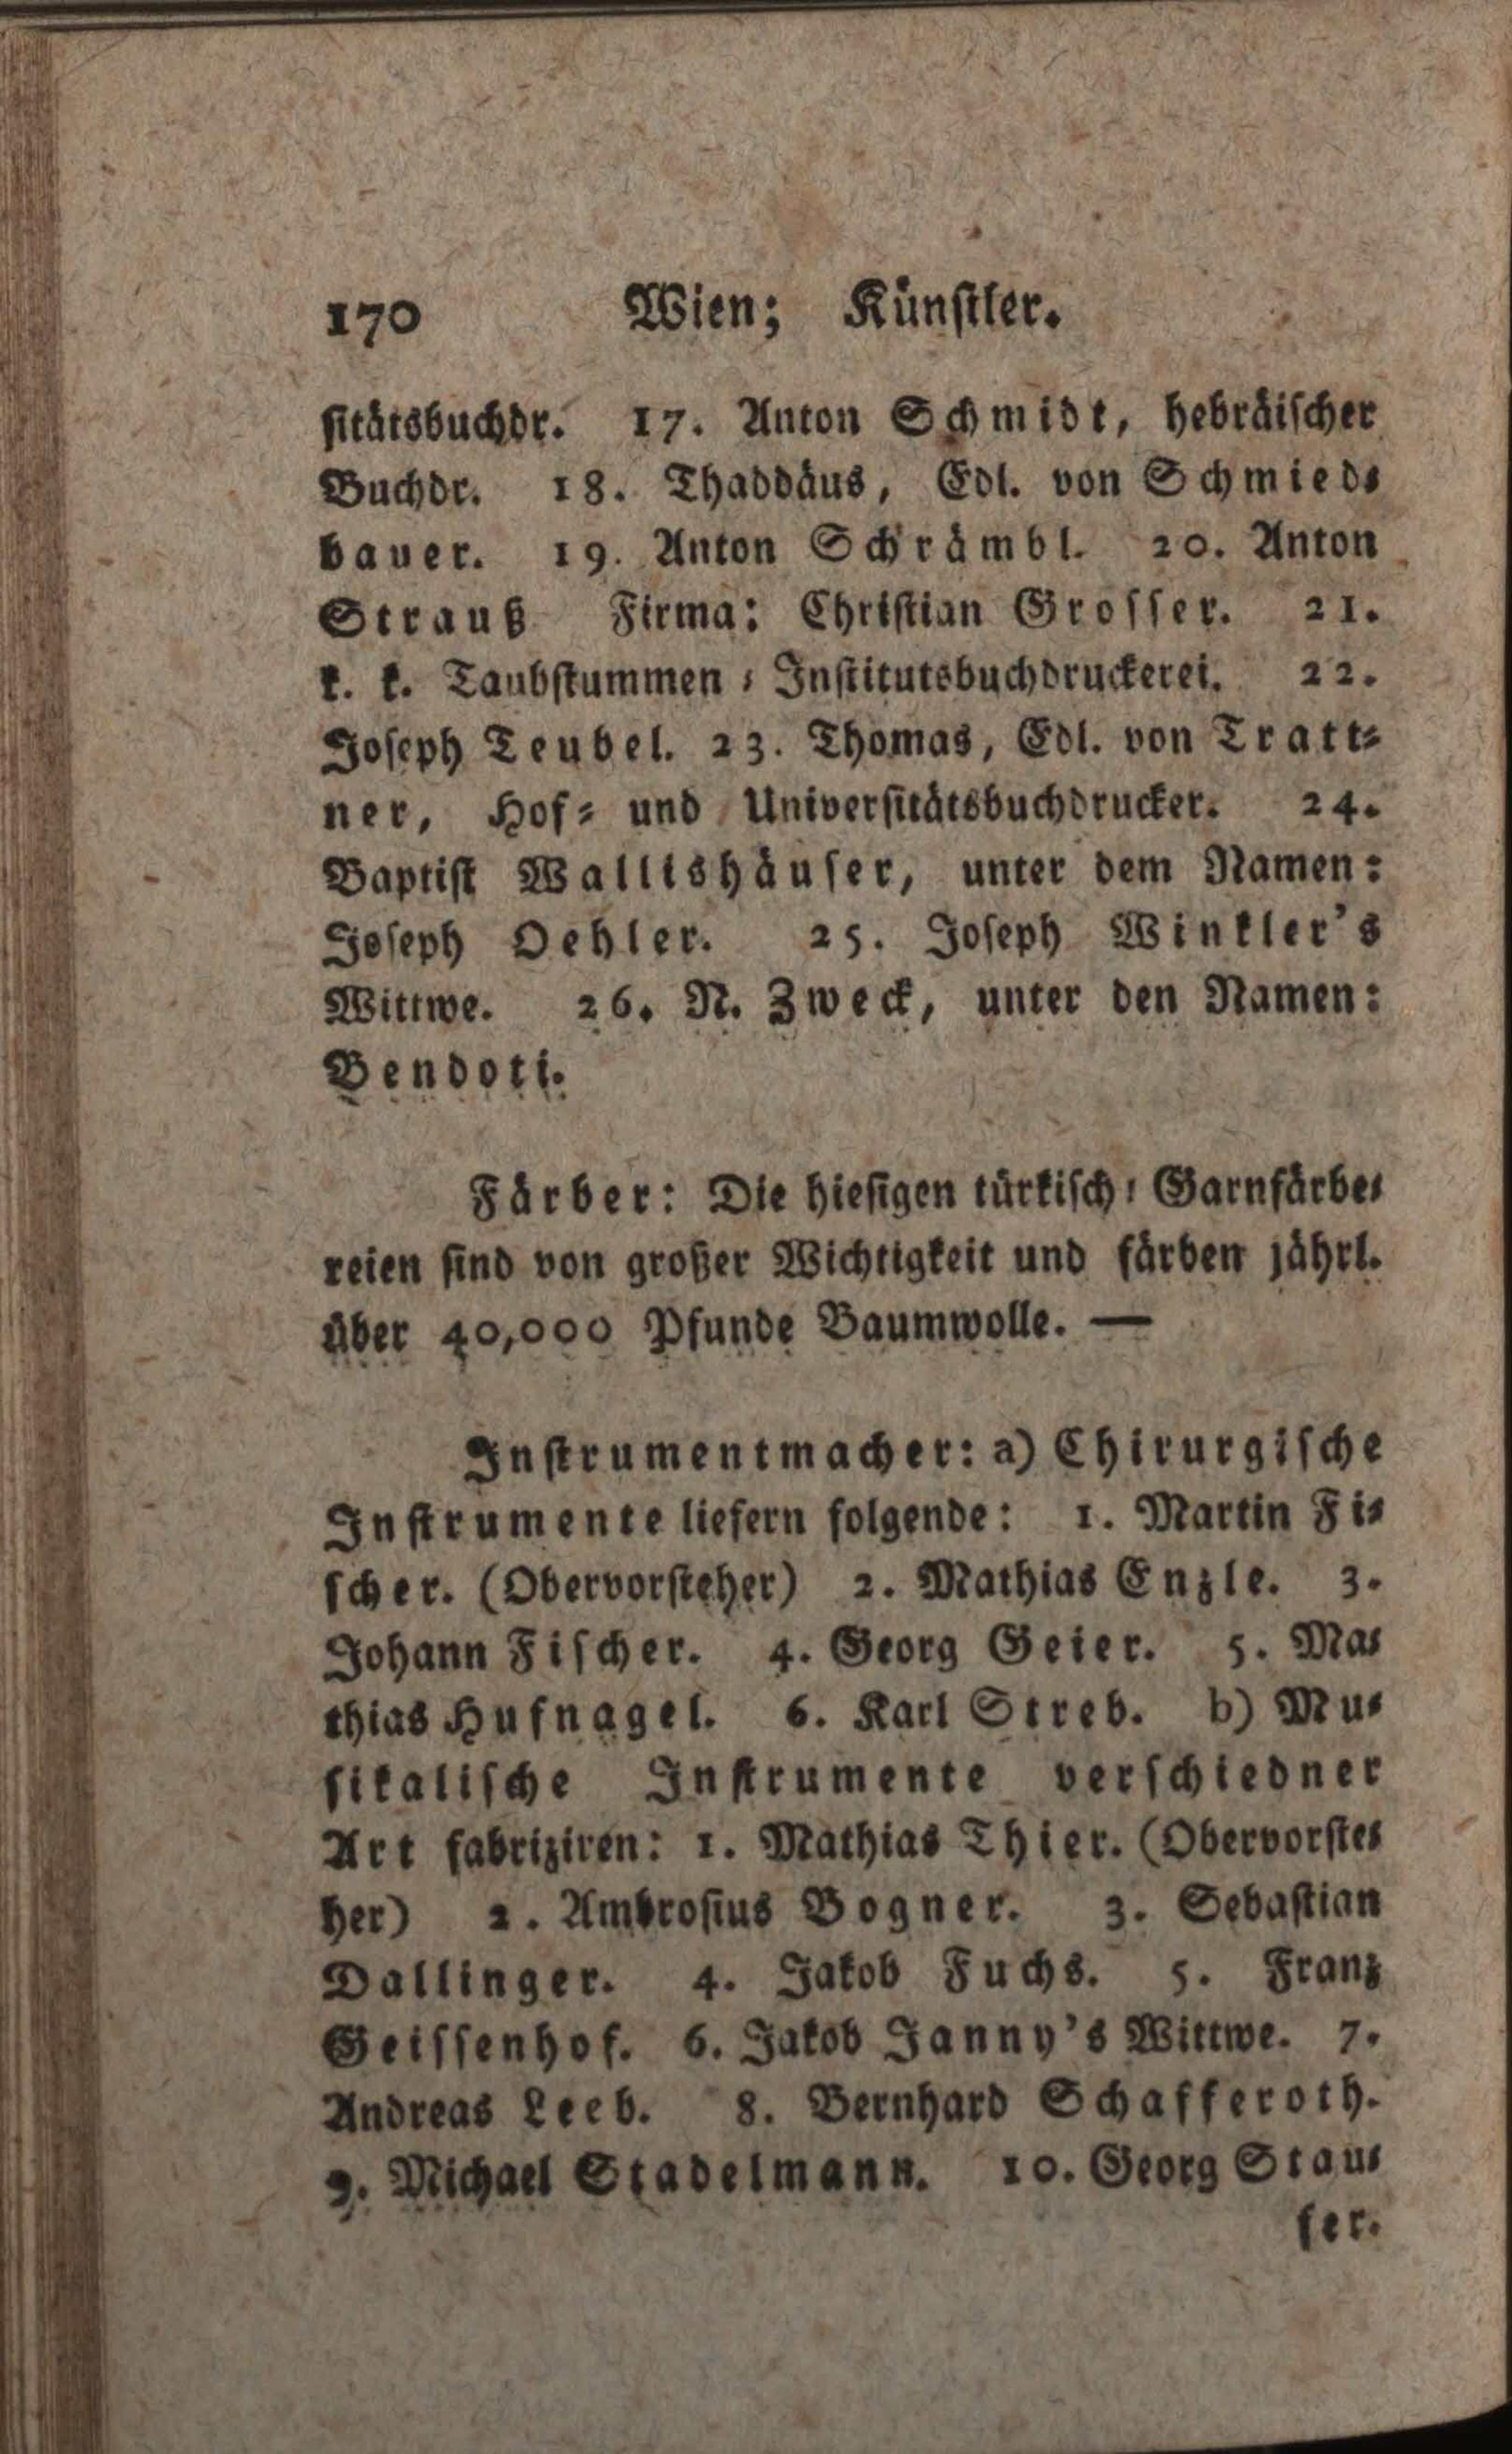 170 Wien; Künſtler.
ſitätsbuchdr. 17. Anton Schmidt, hebräiſcher
Buchdr. 18. Thaddäus, Edl. von Schmied-
bauer. 19. Anton Schrämbl. 20. Anton
Strauß Firma: Chriſtian Groſſer. 21.
k. k. Taubſtummen-Inſtitutsbuchdruckerei. 22.
Joſeph Teubel. 23. Thomas, Edl. von Tratt-
ner, Hof- und Univerſitätsbuchdrucker. 24.
Baptiſt Wallishäuſer, unter dem Namen:
Joſeph Oehler. 25. Joſeph Winkler's
Wittwe. 26. N. Zweck, unter den Namen:
Bendoti.
Färber: Die hieſigen türkiſch-Garnfärbe-
reien ſind von großer Wichtigkeit und färben jährl.
über 40,000 Pfunde Baumwolle. —
Inſtrumentmacher: a) Chirurgiſche
Inſtrumente liefern folgende: 1. Martin Fi-
ſcher. (Obervorſteher) 2. Mathias Enzle. 3.
Johann Fiſcher. 4. Georg Geier. 5. Ma-
thias Hufnagel. 6. Karl Streb. b) Mu-
ſikaliſche Inſtrumente verſchiedner
Art fabriziren: 1. Mathias Thier. (Obervorſte-
her) 2. Ambroſius Bogner. 3. Sebaſtian
Dallinger. 4. Jakob Fuchs. 5. Franz
Geiſſenhof. 6. Jakob Janny's Wittwe. 7.
Andreas Leeb. 8. Bernhard Schafferoth.
9. Michael Stadelmann. 10. Georg Stau-
fer.